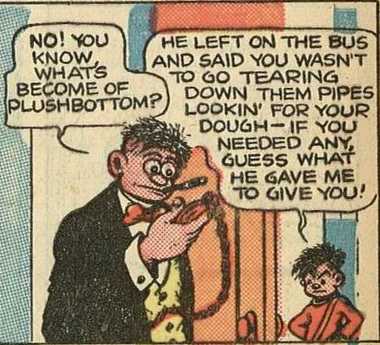 NO! YOU
KNOW,
WHAT'S
BECOME OF
PLUSHBOTTOM?
HE LEFT ON THE BUS
AND SAID YOU WASN'T
TO GO TEARING
DOWN THEM PIPES
LOOKIN' FOR YOUR
DOUGH—IF YOU
NEEDED ANY,
GUESS WHAT
HE GAVE ME
TO GIVE YOU!